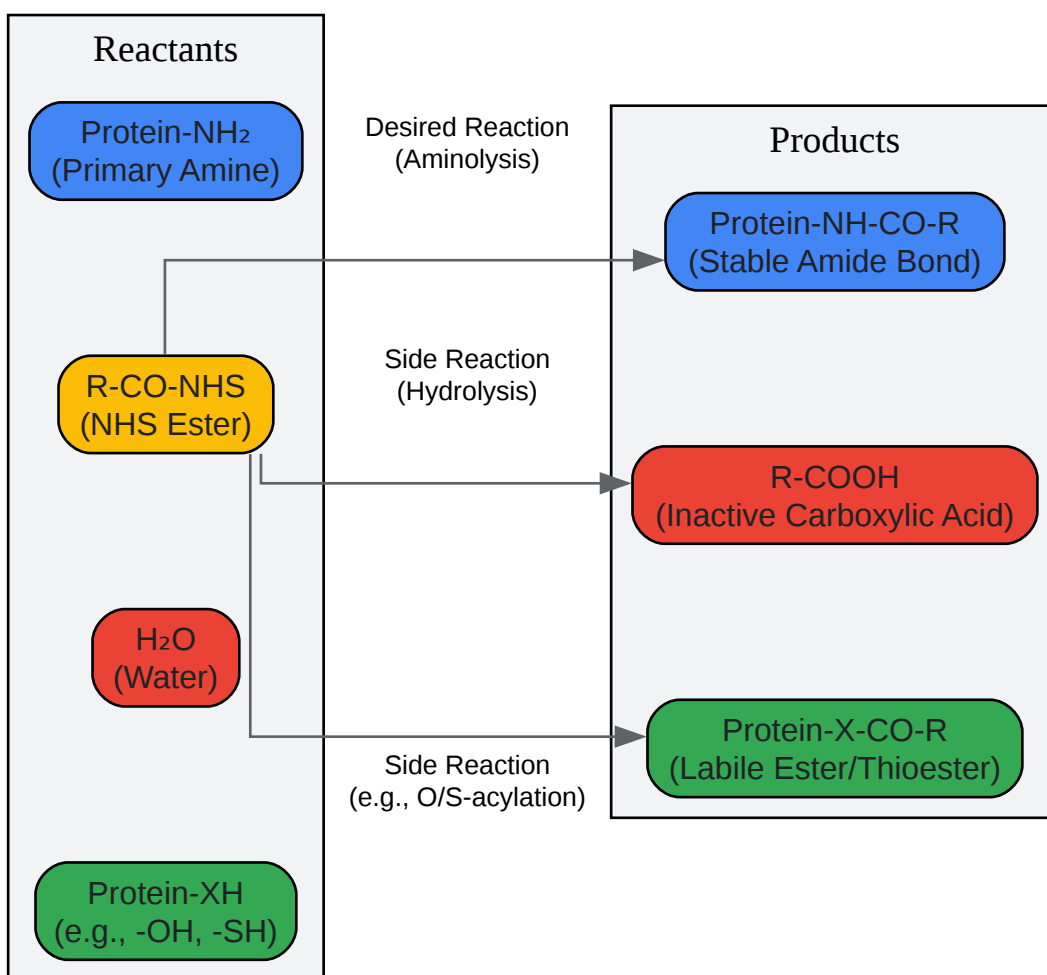 Reactants
Protein-NH₂
(Primary Amine)
R-CO-NHS
(NHS Ester)
H₂O
(Water)
Protein-XH
(e.g., -OH, -SH)
Desired Reaction
(Aminolysis)
Side Reaction
(Hydrolysis)
Side Reaction
(e.g., O/S-acylation)
Products
Protein-NH-CO-R
(Stable Amide Bond)
R-COOH
(Inactive Carboxylic Acid)
Protein-X-CO-R
(Labile Ester/Thioester)